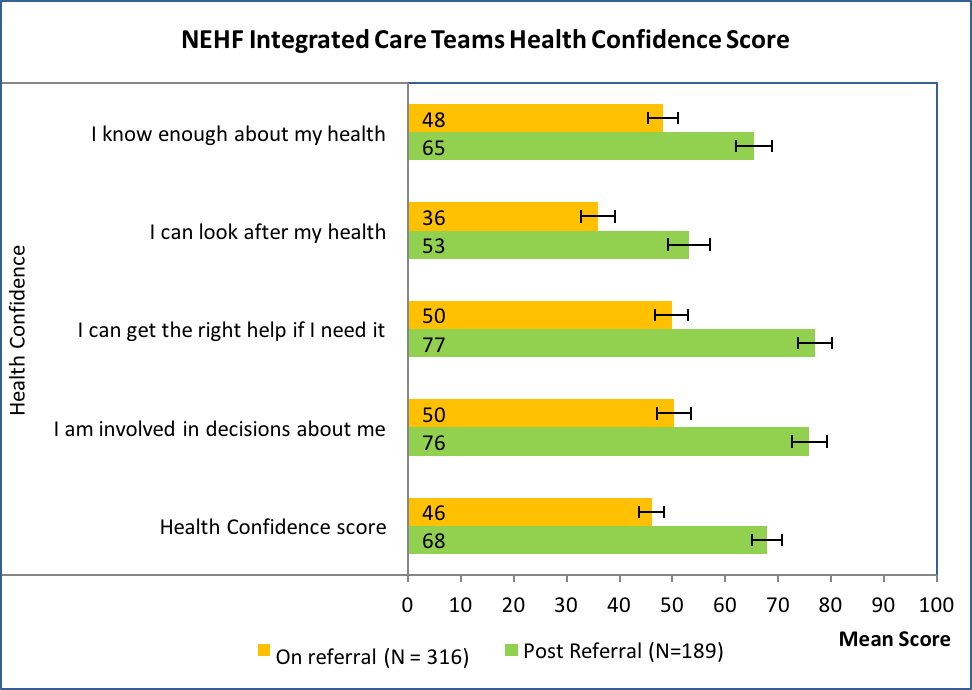 NEHF Integrated Care Teams Health Confidence Score
Health Confidence
I know enough about my health
48
65
I can look after my health
36
53
I can get the right help if I need it
50
77
I am involved in decisions about me
50
76
Health Confidence score
46
68
0 10 20 30 40 50 60 70 80 90 100
Mean Score
On referral (N = 316)
Post Referral (N=189)